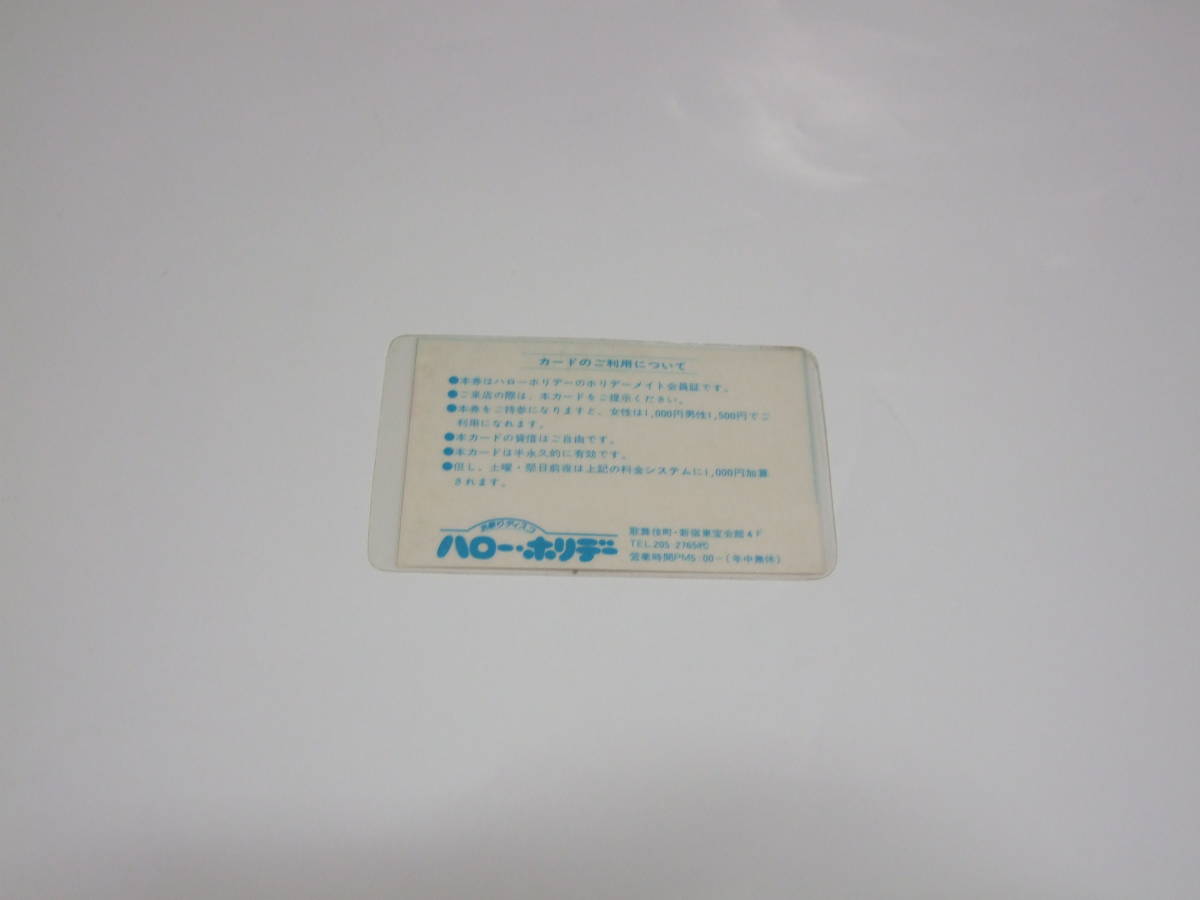 カードのご利用について
●本券はハローホリデーのホリデーメイト会員証です。
●ご来店の際は、本カードをご提示ください。
●本券をご持参になりますと、女性は1,000円男性1,500円でご
利用になれます。
●本カードの貸借はご自由です。
●本カードは半永久的に有効です。
●但し、土曜・祭日前夜は上記の料金システムに1,000円加算
されます。
ディスコ
ハロー・ホリデー
歌舞伎町・新宿東宝会館4F
TEL.205-2765㈹
営業時間PM5:00〜(年中無休)